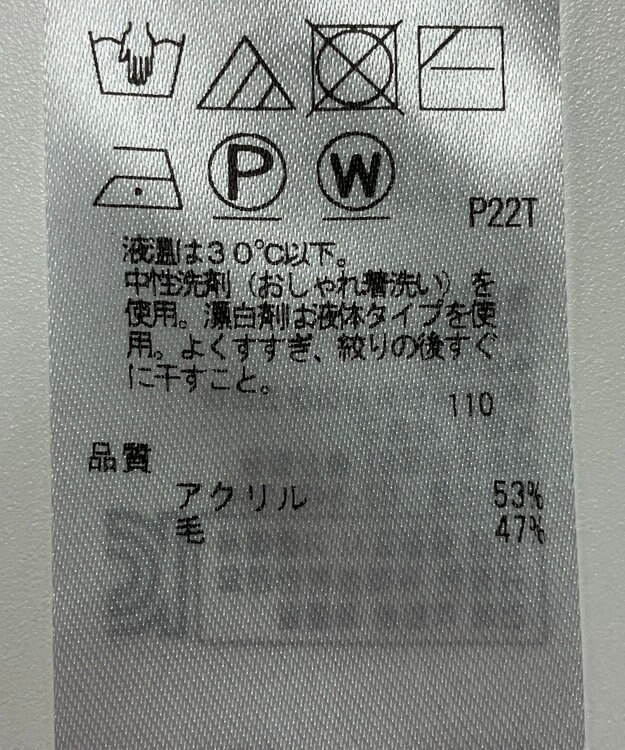 P W
P22T
液温は30℃以下。
中性洗剤(おしゃれ着洗い)を
使用。漂白剤は液体タイプを使
用。よくすすぎ、絞りの後すぐ
に干すこと。
110
品質
アクリル 53%
毛 47%